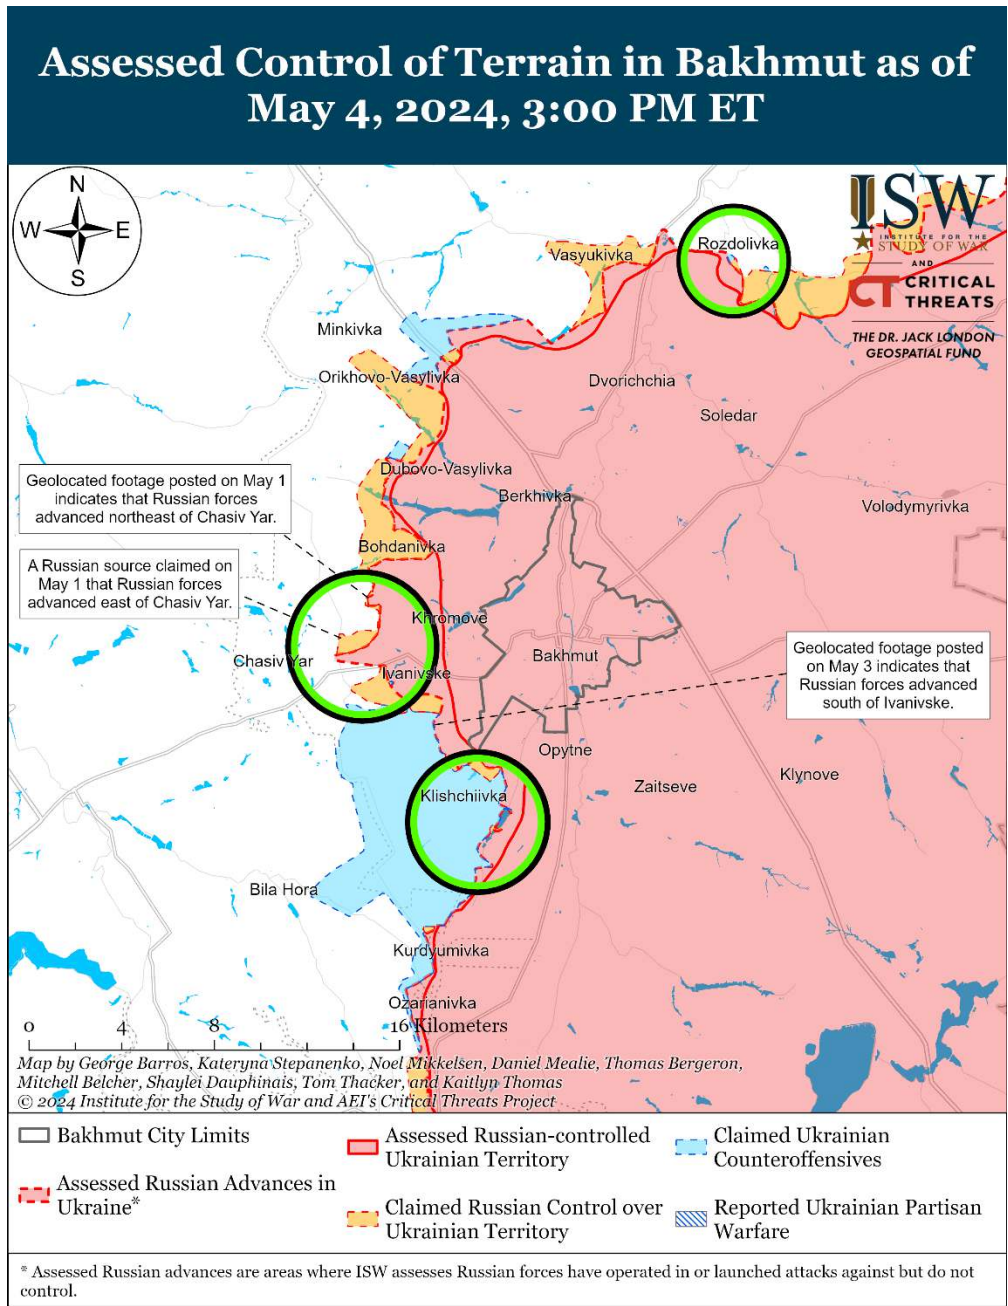 Assessed Control of Terrain in Bakhmut as of
May 4, 2024, 3:00 PM ET
N
W
E
S
ISW
INSTITUTE FOR THE
STUDY OF WAR
AND
CT CRITICAL
THREATS
THE DR. JACK LONDON
GEOSPATIAL FUND
Rozdolivka
Vasyukivka
Minkivka
Orikhovo-Vasylivka
Dvorichchia
Soledar
Dubovo-Vasylivka
Geolocated footage posted on May 1
indicates that Russian forces
advanced northeast of Chasiv Yar.
Berkhivka
Volodymyrivka
Bohdanivka
A Russian source claimed on
May 1 that Russian forces
advanced east of Chasiv Yar.
Khromove
Chasiv Yar
Bakhmut
Ivanivske
Geolocated footage posted
on May 3 indicates that
Russian forces advanced
south of Ivanivske.
Opytne
Klishchiivka
Zaitseve
Klynove
Bila Hora
Kurdyumivka
Ozarianivka
0 4 8 16 Kilometers
Map by George Barros, Kateryna Stepanenko, Noel Mikkelsen, Daniel Mealie, Thomas Bergeron,
Mitchell Belcher, Shaylei Dauphinais, Tom Thacker, and Kaitlyn Thomas
© 2024 Institute for the Study of War and AEI's Critical Threats Project
Bakhmut City Limits
Assessed Russian Advances in
Ukraine*
Assessed Russian-controlled
Ukrainian Territory
Claimed Russian Control over
Ukrainian Territory
Claimed Ukrainian
Counteroffensives
Reported Ukrainian Partisan
Warfare
* Assessed Russian advances are areas where ISW assesses Russian forces have operated in or launched attacks against but do not
control.